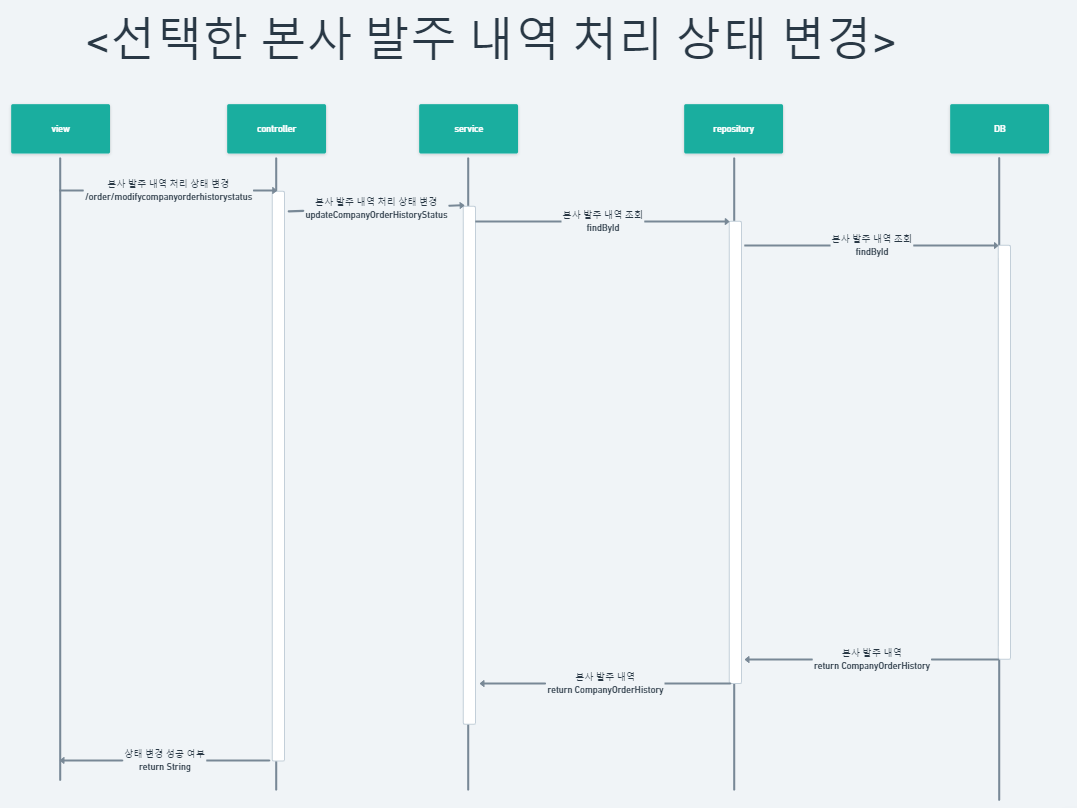 <선택한 본사 발주 내역 처리 상태 변경>
view
controller
service
repository
DB
본사 발주 내역 처리 상태 변경
/order/modifycompanyorderhistorystatus
본사 발주 내역 처리 상태 변경
updateCompanyOrderHistoryStatus
본사 발주 내역 조회
findById
본사 발주 내역 조회
findById
본사 발주 내역
return CompanyOrderHistory
본사 발주 내역
return CompanyOrderHistory
상태 변경 성공 여부
return String